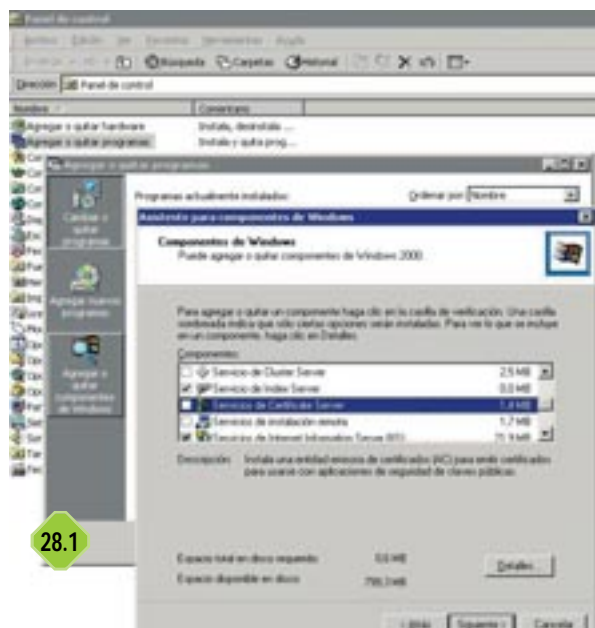 Panel de control
Archivo Edición Ver Favoritos Herramientas Ayuda
Búsqueda Carpetas Historial
Dirección Panel de control
Nombre Comentario
Agregar o quitar hardware Instala, desinstala ...
Agregar o quitar programas Instala y quita prog...
Agregar o quitar programas
Cambiar o quitar programas
Programas actualmente instalados: Ordenar por: Nombre
Asistente para componentes de Windows
Componentes de Windows
Puede agregar o quitar componentes de Windows 2000.
Agregar nuevos programas
Agregar o quitar componentes de Windows
Para agregar o quitar un componente haga clic en la casilla de verificación. Una casilla
sombreada indica que sólo ciertas opciones serán instaladas. Para ver lo que se incluye
en un componente, haga clic en Detalles.
Componentes:
Servicio de Cluster Server 2.5 MB
Servicio de Index Server 0.0 MB
Servicios de Certificate Server 1.4 MB
Servicios de instalación remota 1.7 MB
Servicios de Internet Information Server (IIS) 21.9 MB
Descripción: Instala una entidad emisora de certificados (AC) para emitir certificados
para usarse con aplicaciones de seguridad de claves públicas.
28.1
Espacio total en disco requerido:
Espacio disponible en disco:
Detalles...
< Atrás Siguiente > Cancela